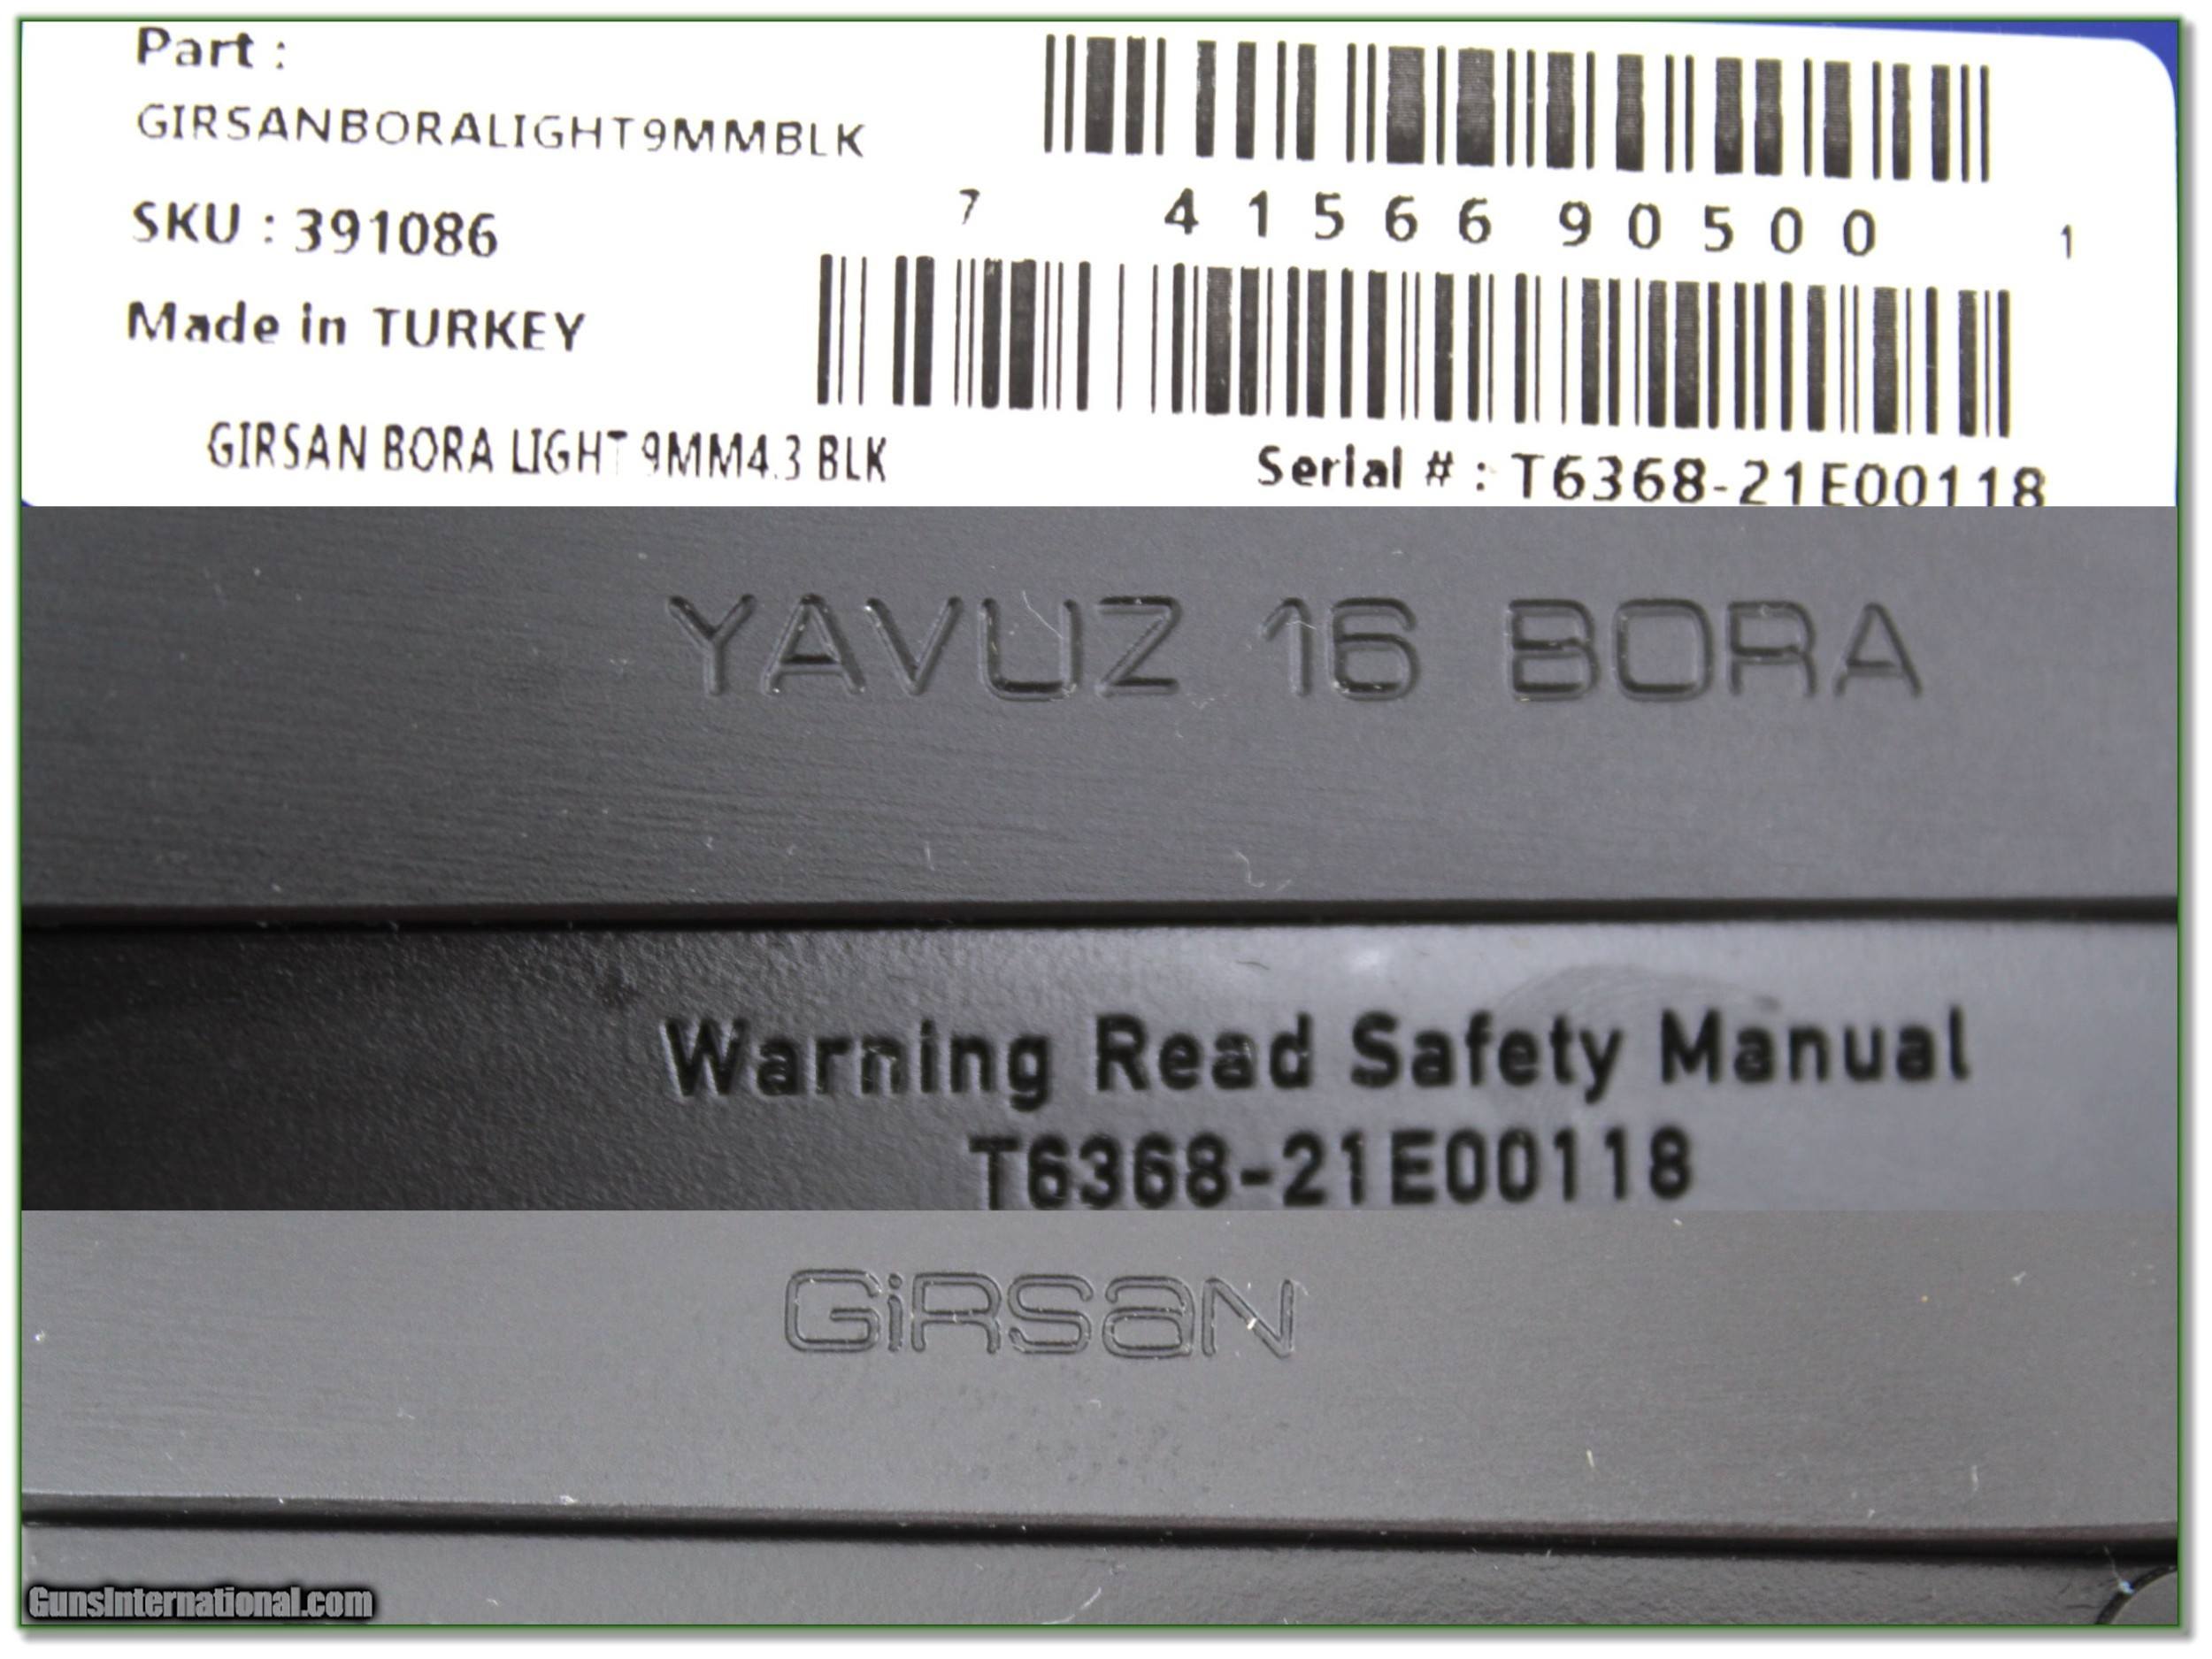 Part :
GIRSANBORALIGHT9MMBLK
SKU : 391086
Made in TURKEY
GIRSAN BORA LIGHT 9MM4.3 BLK
7 41566 90500 1
Serial # : T6368-21E00118
YAVUZ 16 BORA
Warning Read Safety Manual
T6368-21E00118
GiRSaN
GunsInternational.com